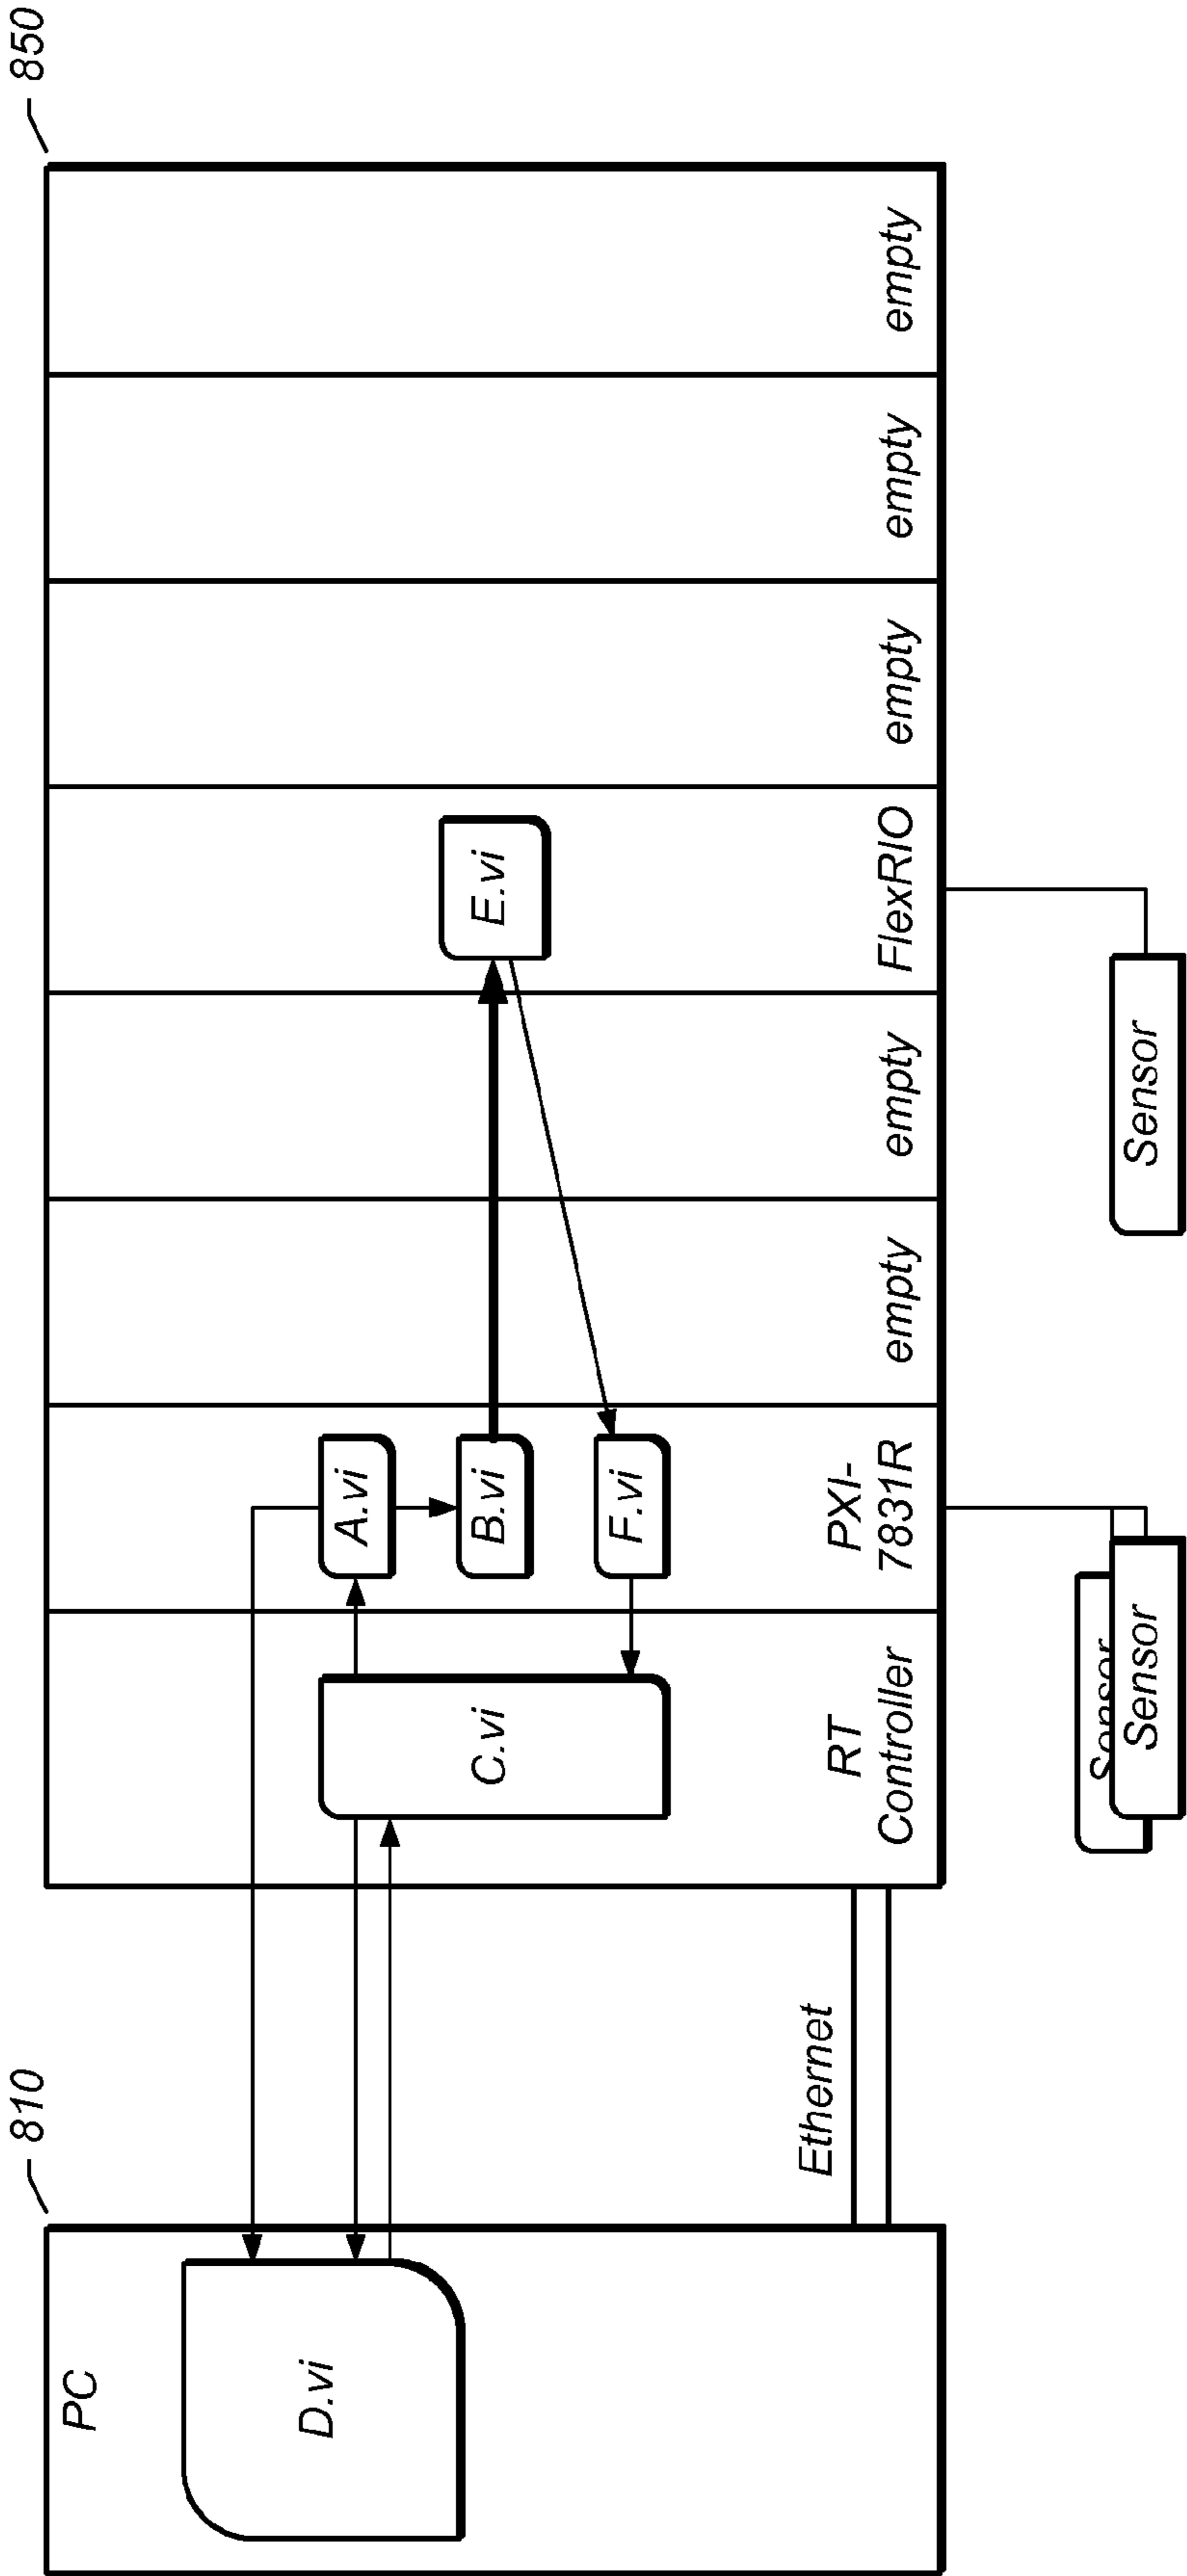 810
850
PC
D.vi
Ethernet
C.vi
A.vi
B.vi
F.vi
E.vi
RT
Controller
PXI-
7831R
empty
empty
FlexRIO
empty
empty
empty
Sensor
Sensor
Sensor